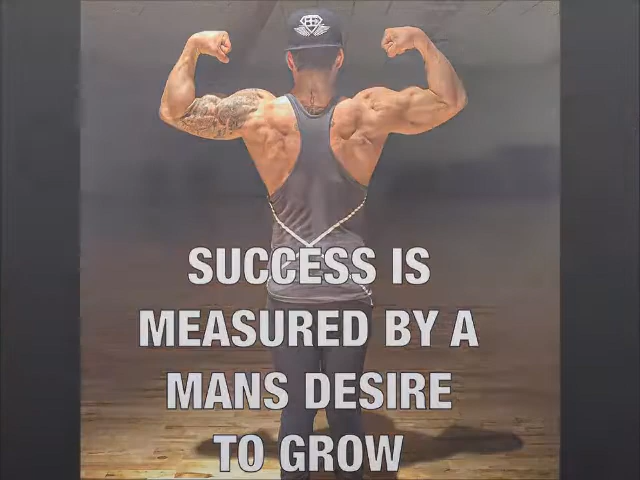 SUCCESS IS
MEASURED BY A
MANS DESIRE
TO GROW